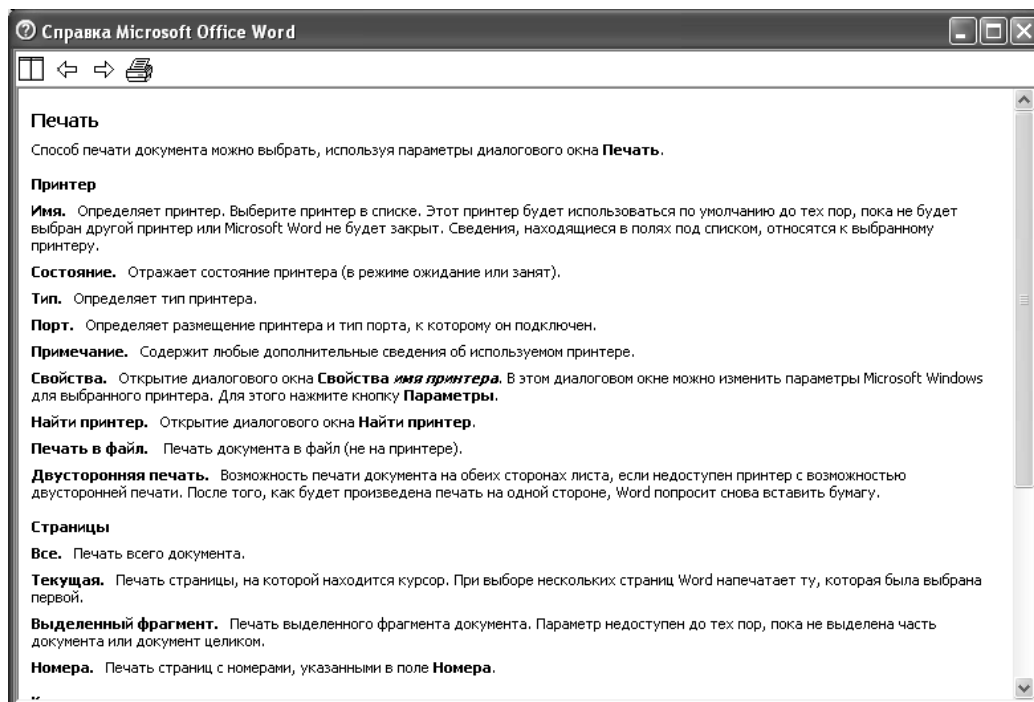 Справка Microsoft Office Word
Печать
Способ печати документа можно выбрать, используя параметры диалогового окна Печать.
Принтер
Имя. Определяет принтер. Выберите принтер в списке. Этот принтер будет использоваться по умолчанию до тех пор, пока не будет
выбран другой принтер или Microsoft Word не будет закрыт. Сведения, находящиеся в полях под списком, относятся к выбранному
принтеру.
Состояние. Отражает состояние принтера (в режиме ожидание или занят).
Тип. Определяет тип принтера.
Порт. Определяет размещение принтера и тип порта, к которому он подключен.
Примечание. Содержит любые дополнительные сведения об используемом принтере.
Свойства. Открытие диалогового окна Свойства имя принтера. В этом диалоговом окне можно изменить параметры Microsoft Windows
для выбранного принтера. Для этого нажмите кнопку Параметры.
Найти принтер. Открытие диалогового окна Найти принтер.
Печать в файл. Печать документа в файл (не на принтере).
Двусторонняя печать. Возможность печати документа на обеих сторонах листа, если недоступен принтер с возможностью
двусторонней печати. После того, как будет произведена печать на одной стороне, Word попросит снова вставить бумагу.
Страницы
Все. Печать всего документа.
Текущая. Печать страницы, на которой находится курсор. При выборе нескольких страниц Word напечатает ту, которая была выбрана
первой.
Выделенный фрагмент. Печать выделенного фрагмента документа. Параметр недоступен до тех пор, пока не выделена часть
документа или документ целиком.
Номера. Печать страниц с номерами, указанными в поле Номера.